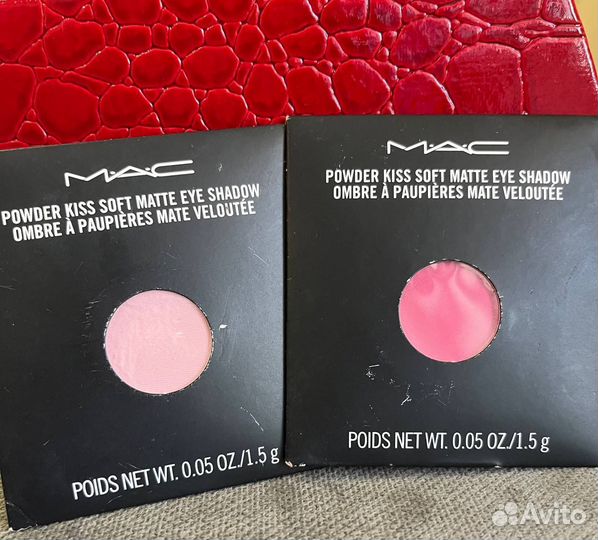 M·A·C
POWDER KISS SOFT MATTE EYE SHADOW
OMBRE À PAUPIÈRES MATE VELOUTÉE
POIDS NET WT. 0.05 OZ./1.5 g
M·A·C
POWDER KISS SOFT MATTE EYE SHADOW
OMBRE À PAUPIÈRES MATE VELOUTÉE
POIDS NET WT. 0.05 OZ./1.5 g
Avito